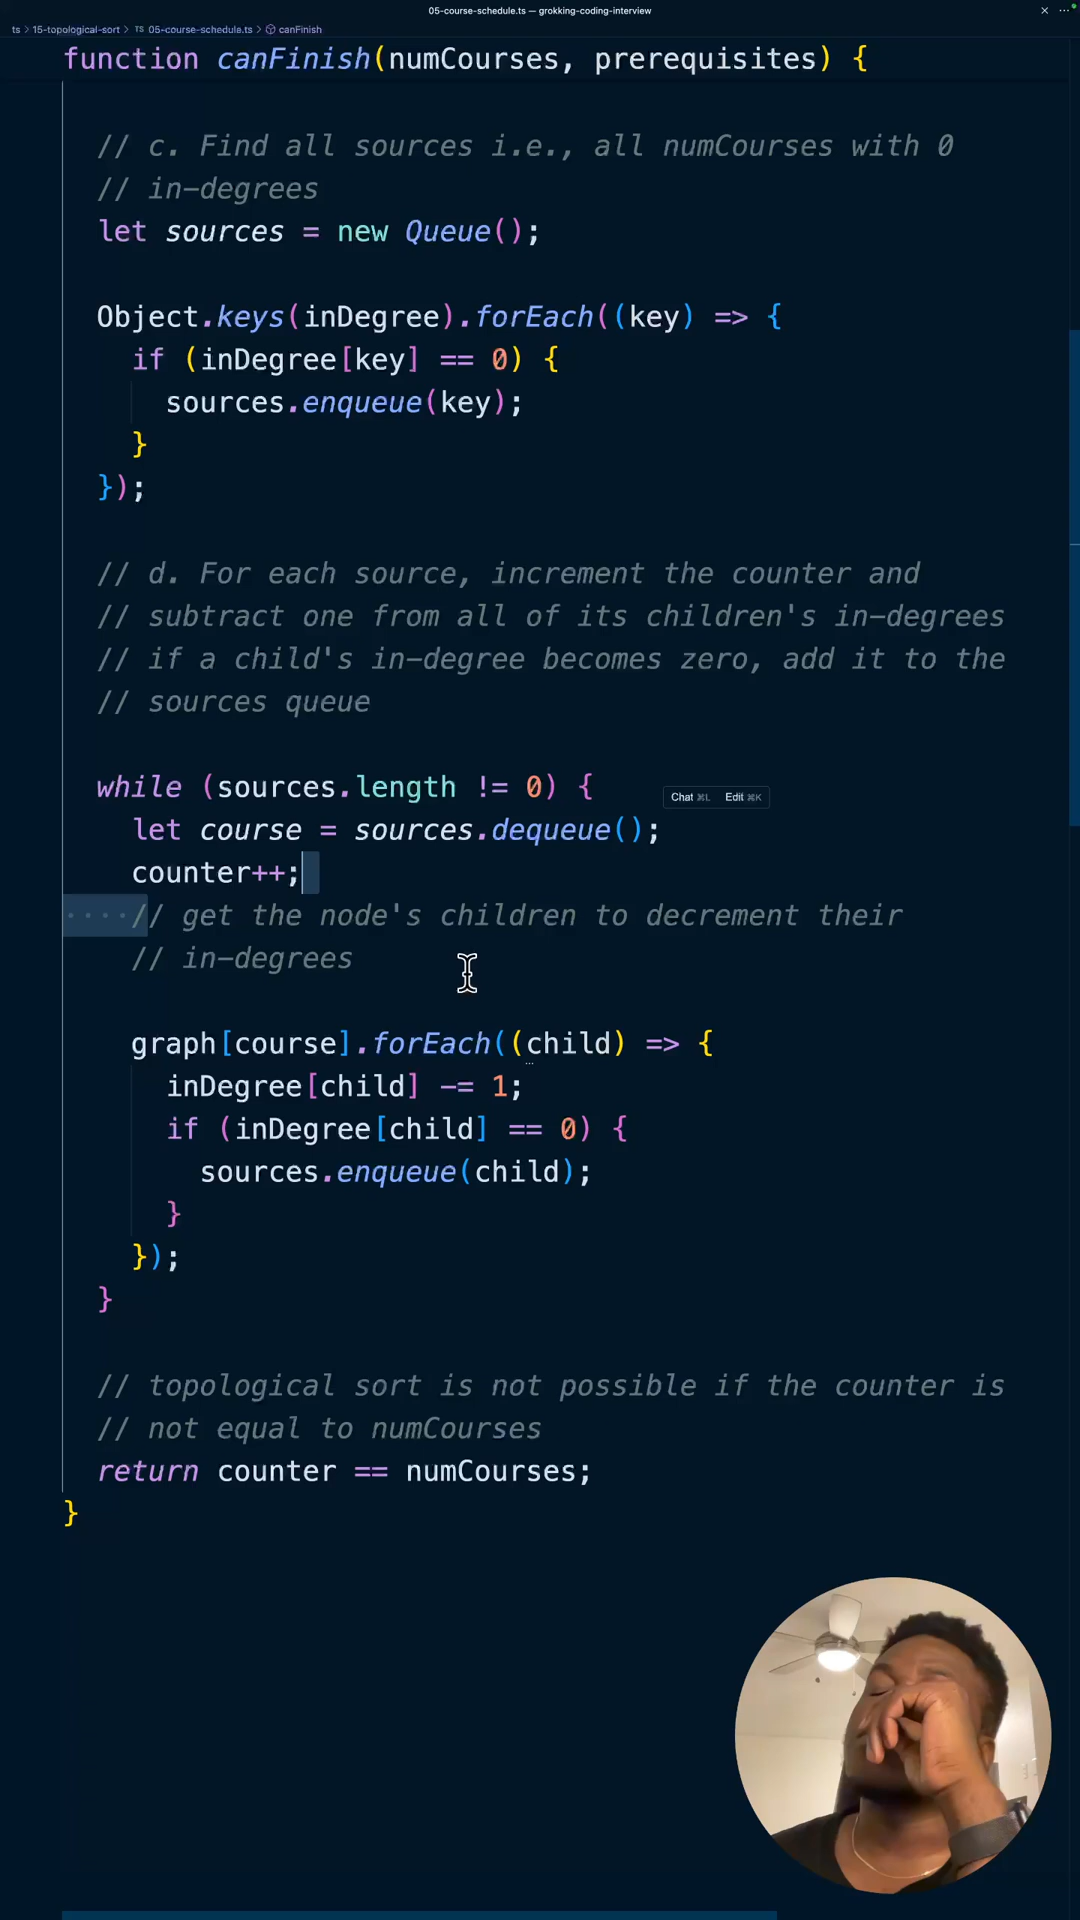 05-course-schedule.ts — grokking-coding-interview
ts > 15-topological-sort > TS 05-course-schedule.ts > canFinish
function canFinish(numCourses, prerequisites) {
// c. Find all sources i.e., all numCourses with 0
// in-degrees
let sources = new Queue();
Object.keys(inDegree).forEach((key) => {
if (inDegree[key] == 0) {
sources.enqueue(key);
}
});
// d. For each source, increment the counter and
// subtract one from all of its children's in-degrees
// if a child's in-degree becomes zero, add it to the
// sources queue
while (sources.length != 0) {
Chat ⌘L Edit ⌘K
let course = sources.dequeue();
counter++;
// get the node's children to decrement their
// in-degrees
graph[course].forEach((child) => {
inDegree[child] -= 1;
if (inDegree[child] == 0) {
sources.enqueue(child);
}
});
}
// topological sort is not possible if the counter is
// not equal to numCourses
return counter == numCourses;
}